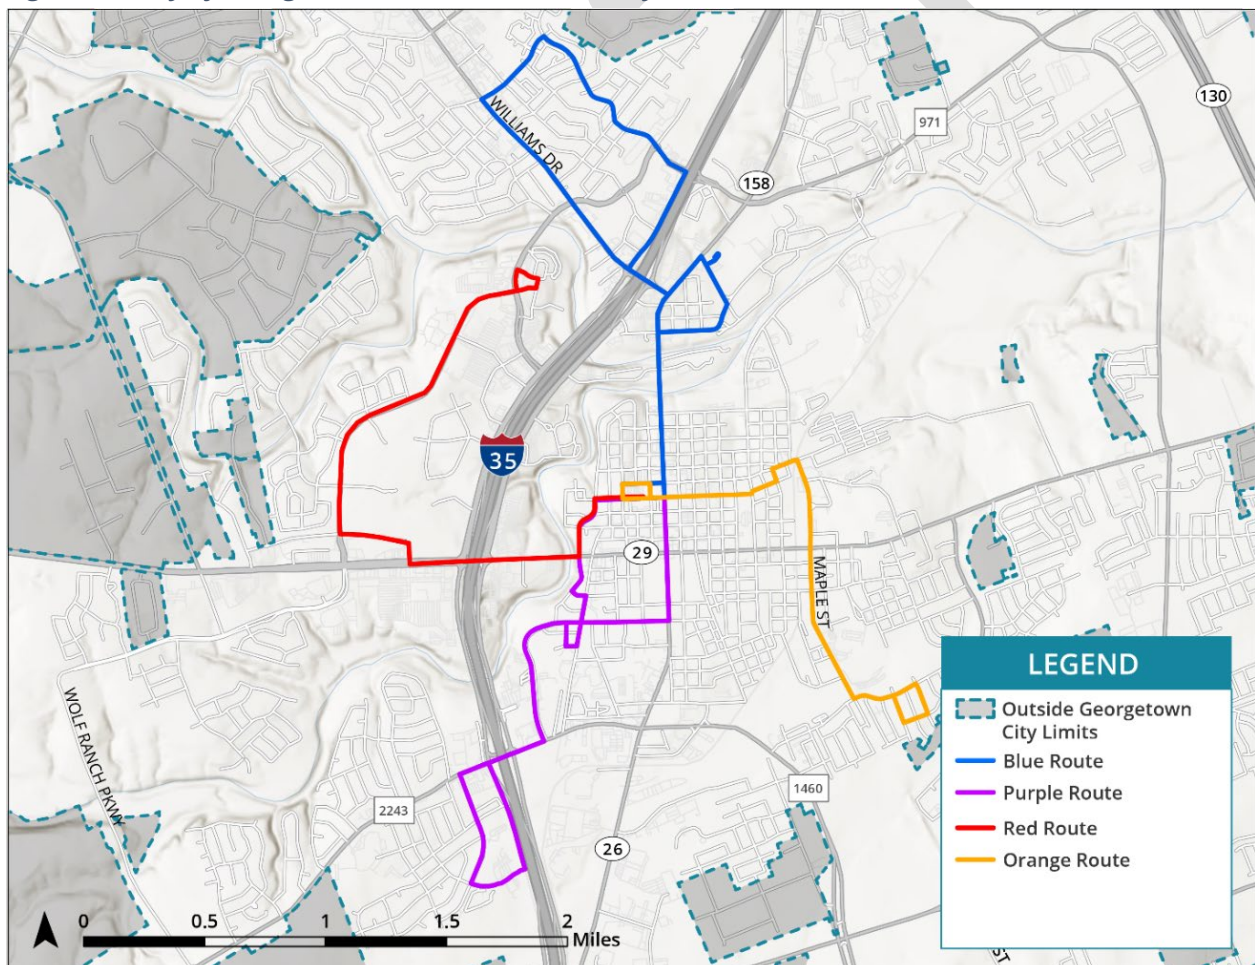 WILLIAMS DR
130
971
158
35
29
MAPLE ST
WOLF RANCH PKWY
2243
1460
26
LEGEND
Outside Georgetown
City Limits
Blue Route
Purple Route
Red Route
Orange Route
0 0.5 1 1.5 2
Miles
ST